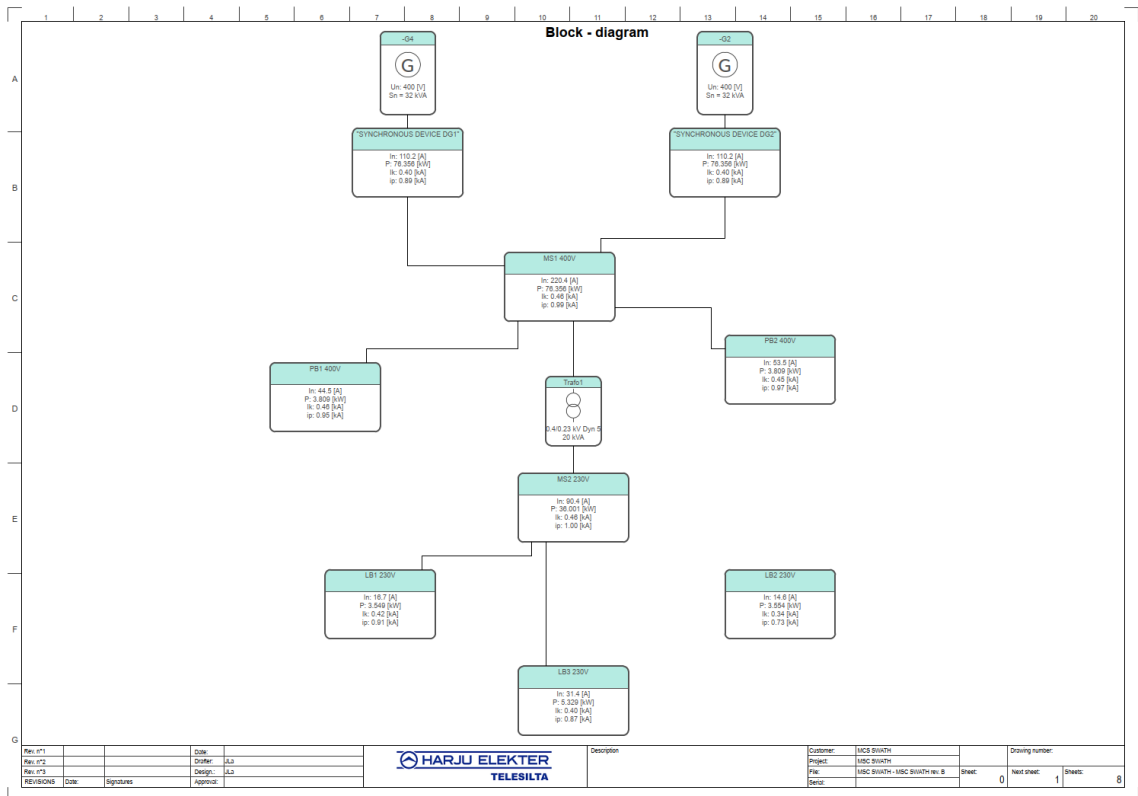 1 2 3 4 5 6 7 8 9 10 11 12 13 14 15 16 17 18 19 20
Block - diagram
-G4
G
Un: 400 [V]
Sn = 32 kVA
-G2
G
Un: 400 [V]
Sn = 32 kVA
A
"SYNCHRONOUS DEVICE DG1"
In: 110.2 [A]
P: 76.356 [kW]
Ik: 0.40 [kA]
ip: 0.89 [kA]
"SYNCHRONOUS DEVICE DG2"
In: 110.2 [A]
P: 76.356 [kW]
Ik: 0.40 [kA]
ip: 0.89 [kA]
B
MS1 400V
In: 220.4 [A]
P: 76.356 [kW]
Ik: 0.46 [kA]
ip: 0.99 [kA]
C
PB1 400V
In: 44.5 [A]
P: 3.809 [kW]
Ik: 0.46 [kA]
ip: 0.95 [kA]
Trafo1
0.4/0.23 kV Dyn 5
20 kVA
PB2 400V
In: 53.5 [A]
P: 3.809 [kW]
Ik: 0.45 [kA]
ip: 0.97 [kA]
D
MS2 230V
In: 90.4 [A]
P: 36.001 [kW]
Ik: 0.46 [kA]
ip: 1.00 [kA]
E
LB1 230V
In: 16.7 [A]
P: 3.549 [kW]
Ik: 0.42 [kA]
ip: 0.91 [kA]
LB2 230V
In: 14.6 [A]
P: 3.554 [kW]
Ik: 0.34 [kA]
ip: 0.73 [kA]
F
LB3 230V
In: 31.4 [A]
P: 5.329 [kW]
Ik: 0.40 [kA]
ip: 0.87 [kA]
G
Rev. n°1
Rev. n°2
Rev. n°3
REVISIONS Date: Signatures
Date:
Drafter: JLa
Design.: JLa
Approval:
HARJU ELEKTER
TELESILTA
Description
Customer: MCS SWATH
Project: MSC SWATH
File: MSC SWATH - MSC SWATH rev. B
Serial:
Sheet: 0
Drawing number:
Next sheet: 1
Sheets: 8